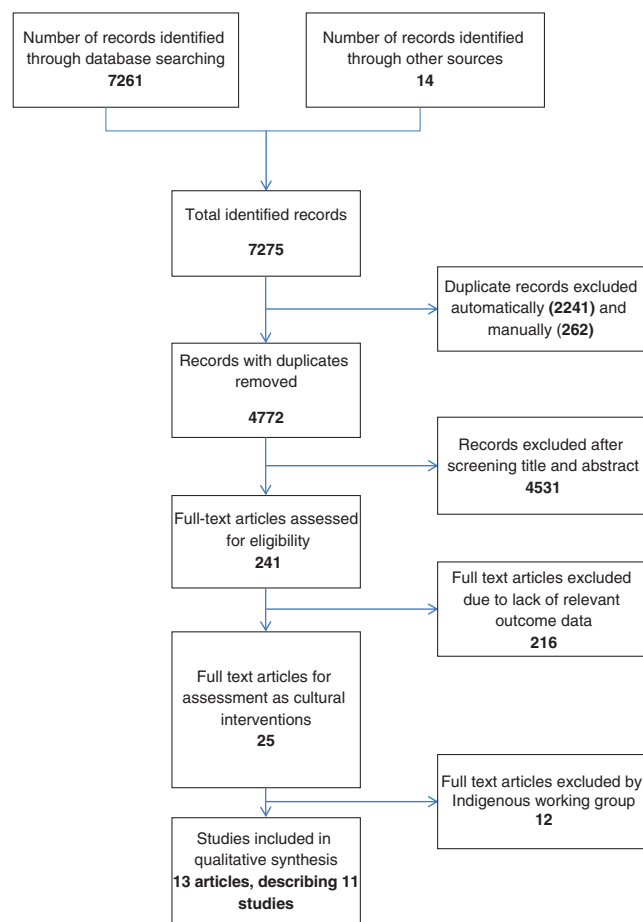 Number of records identified
through database searching
7261
Number of records identified
through other sources
14
Total identified records
7275
Duplicate records excluded
automatically (2241) and
manually (262)
Records with duplicates
removed
4772
Records excluded after
screening title and abstract
4531
Full-text articles assessed
for eligibility
241
Full text articles excluded
due to lack of relevant
outcome data
216
Full text articles for
assessment as cultural
interventions
25
Full text articles excluded by
Indigenous working group
12
Studies included in
qualitative synthesis
13 articles, describing 11
studies